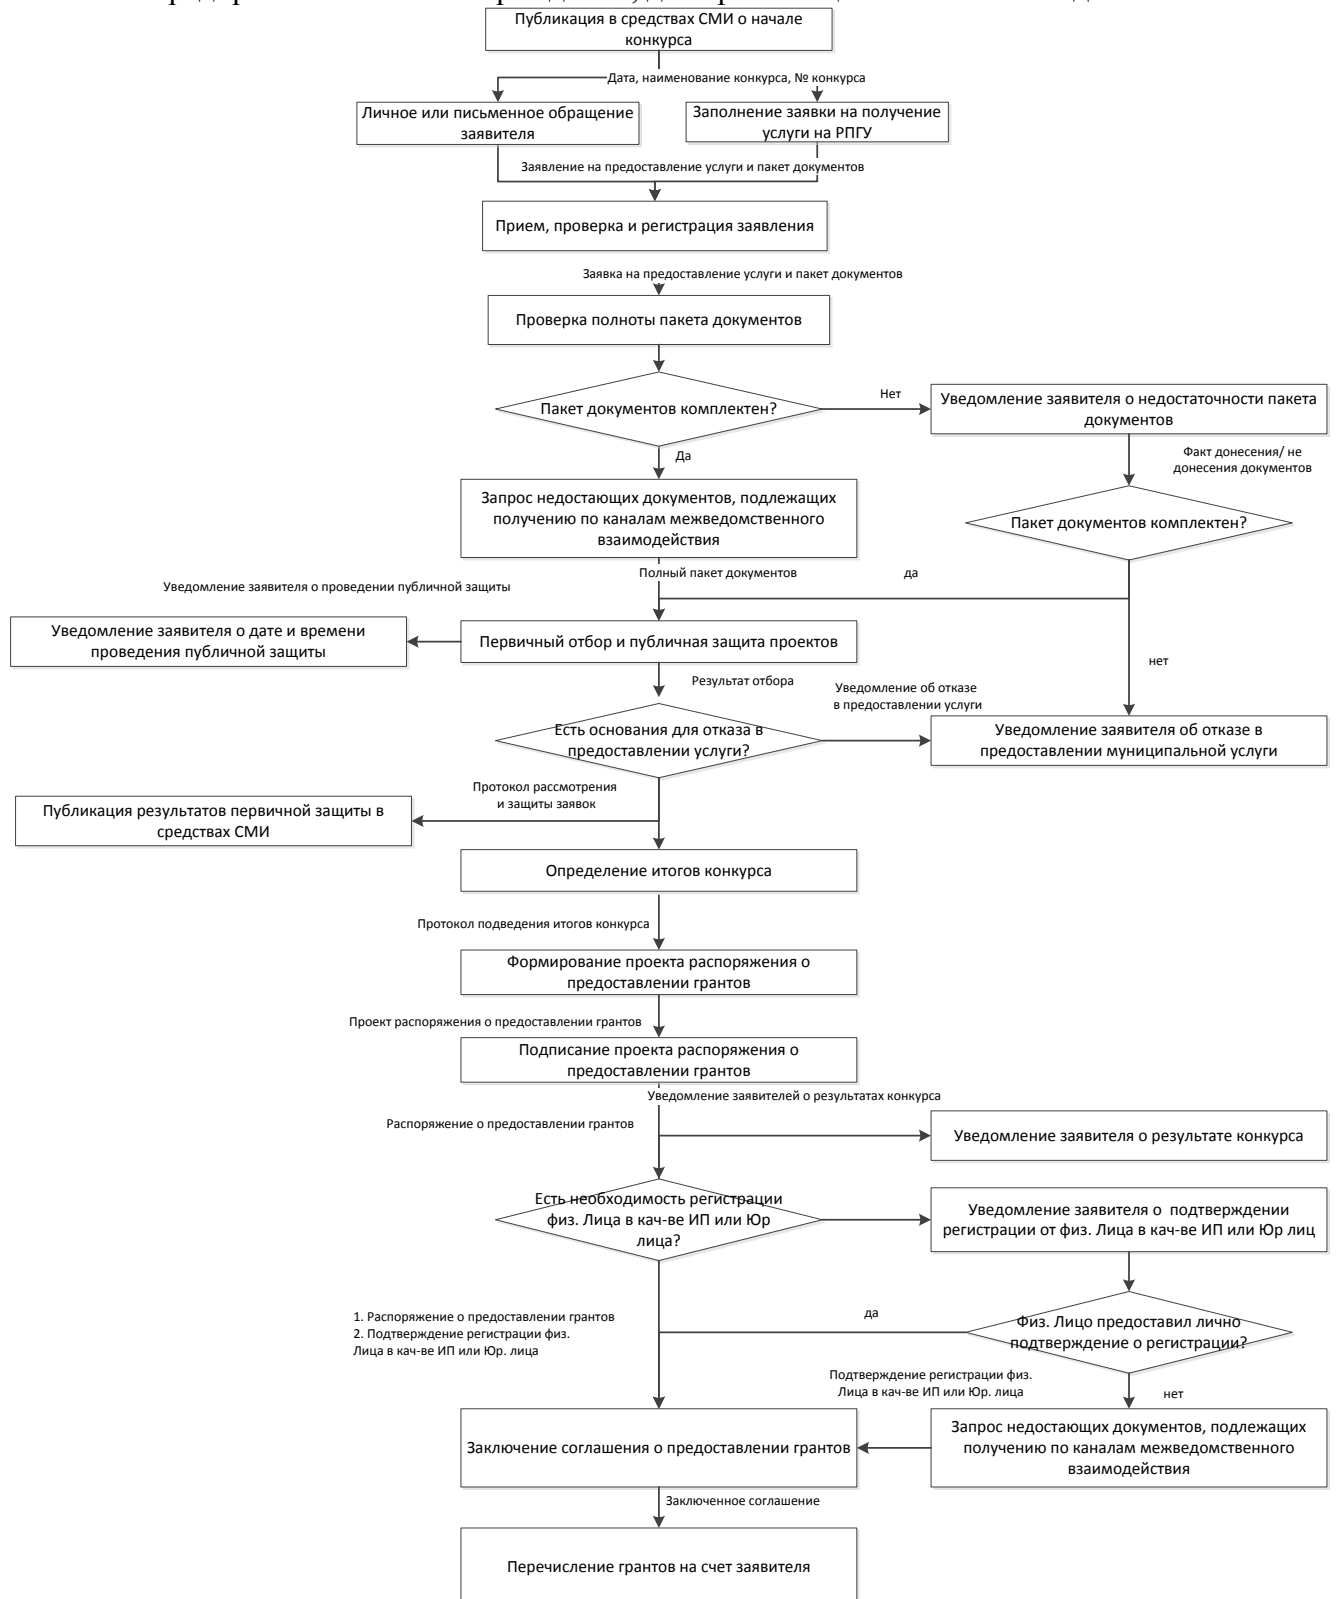 Публикация в средствах СМИ о начале
конкурса
Дата, наименование конкурса, № конкурса
Личное или письменное обращение
заявителя
Заполнение заявки на получение
услуги на РПГУ
Заявление на предоставление услуги и пакет документов
Прием, проверка и регистрация заявления
Заявка на предоставление услуги и пакет документов
Проверка полноты пакета документов
Пакет документов комплектен?
Нет
Уведомление заявителя о недостаточности пакета
документов
Да
Факт донесения/ не
донесения документов
Запрос недостающих документов, подлежащих
получению по каналам межведомственного
взаимодействия
Пакет документов комплектен?
Полный пакет документов
да
Уведомление заявителя о проведении публичной защиты
Уведомление заявителя о дате и времени
проведения публичной защиты
Первичный отбор и публичная защита проектов
нет
Результат отбора
Уведомление об отказе
в предоставлении услуги
Есть основания для отказа в
предоставлении услуги?
Уведомление заявителя об отказе в
предоставлении муниципальной услуги
Протокол рассмотрения
и защиты заявок
Публикация результатов первичной защиты в
средствах СМИ
Определение итогов конкурса
Протокол подведения итогов конкурса
Формирование проекта распоряжения о
предоставлении грантов
Проект распоряжения о предоставлении грантов
Подписание проекта распоряжения о
предоставлении грантов
Уведомление заявителей о результатах конкурса
Распоряжение о предоставлении грантов
Уведомление заявителя о результате конкурса
Есть необходимость регистрации
физ. Лица в кач-ве ИП или Юр
лица?
Уведомление заявителя о  подтверждении
регистрации от физ. Лица в кач-ве ИП или Юр лиц
1. Распоряжение о предоставлении грантов
2. Подтверждение регистрации физ.
Лица в кач-ве ИП или Юр. лица
да
Физ. Лицо предоставил лично
подтверждение о регистрации?
Подтверждение регистрации физ.
Лица в кач-ве ИП или Юр. лица
нет
Заключение соглашения о предоставлении грантов
Запрос недостающих документов, подлежащих
получению по каналам межведомственного
взаимодействия
Заключенное соглашение
Перечисление грантов на счет заявителя